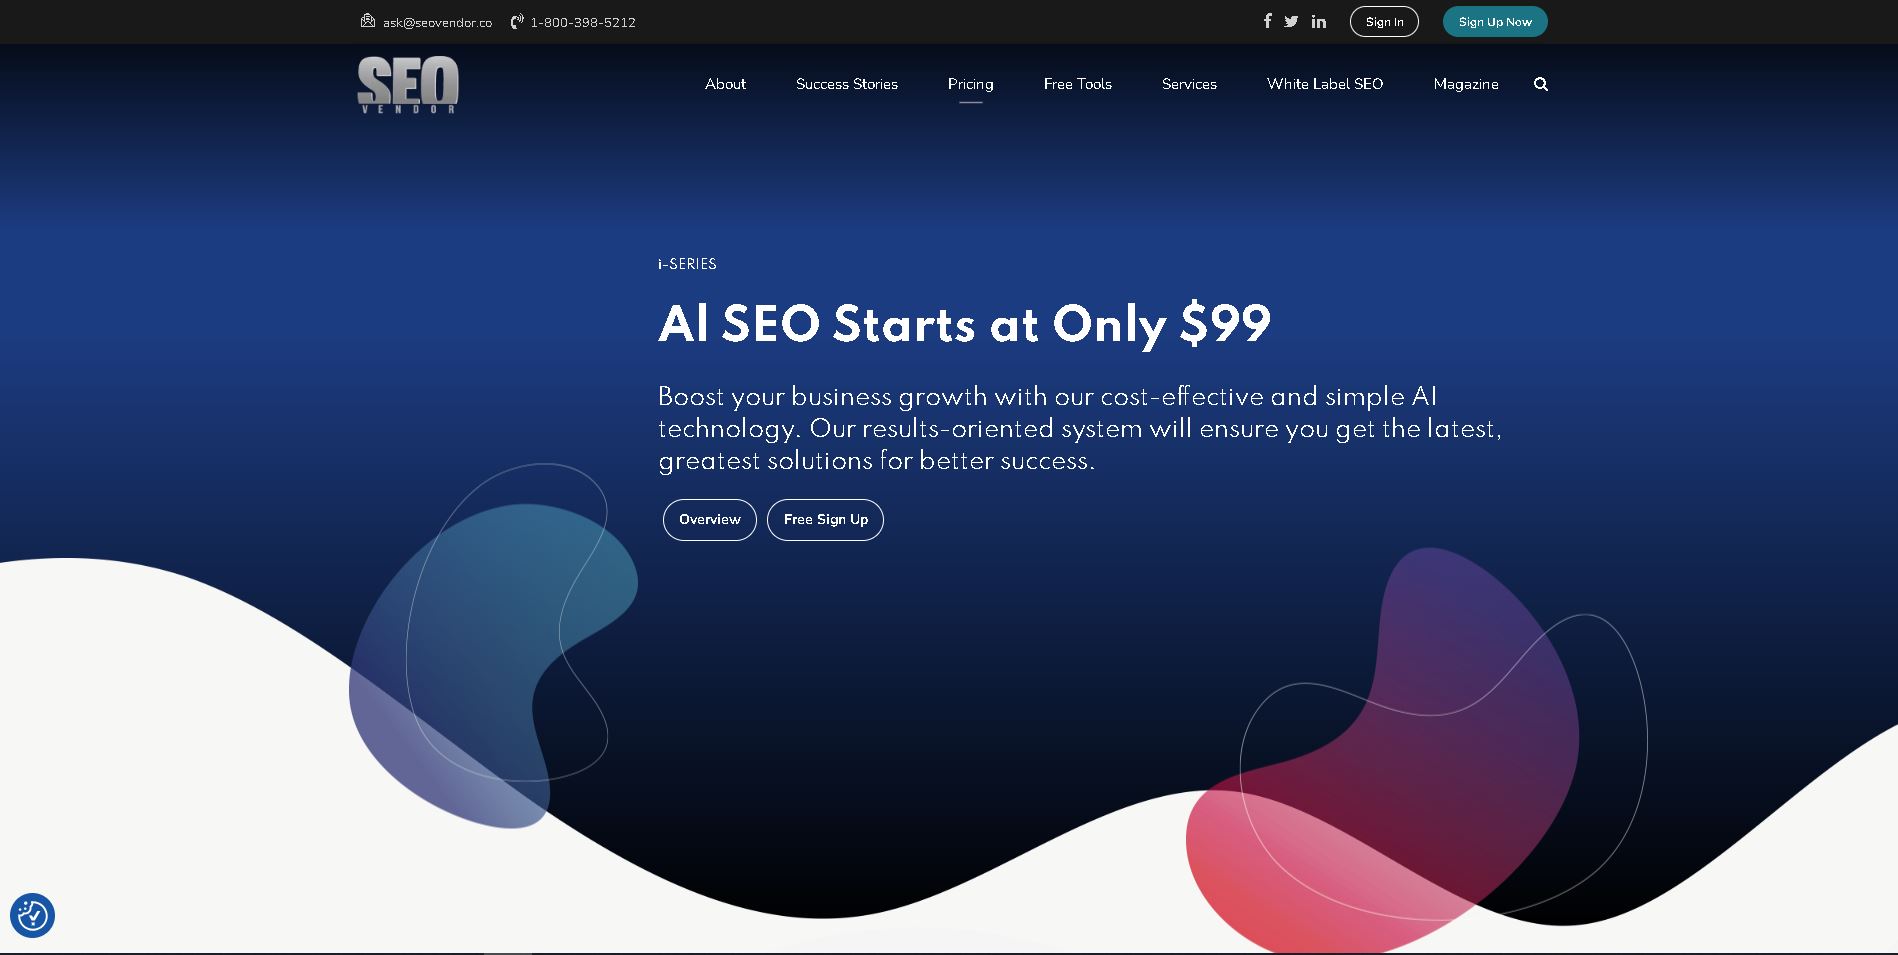 ask@seovendor.co 1-800-398-5212 Sign In Sign Up Now
SEO
VENDOR
About Success Stories Pricing Free Tools Services White Label SEO Magazine
i-SERIES
AI SEO Starts at Only $99
Boost your business growth with our cost-effective and simple AI
technology. Our results-oriented system will ensure you get the latest,
greatest solutions for better success.
Overview Free Sign Up